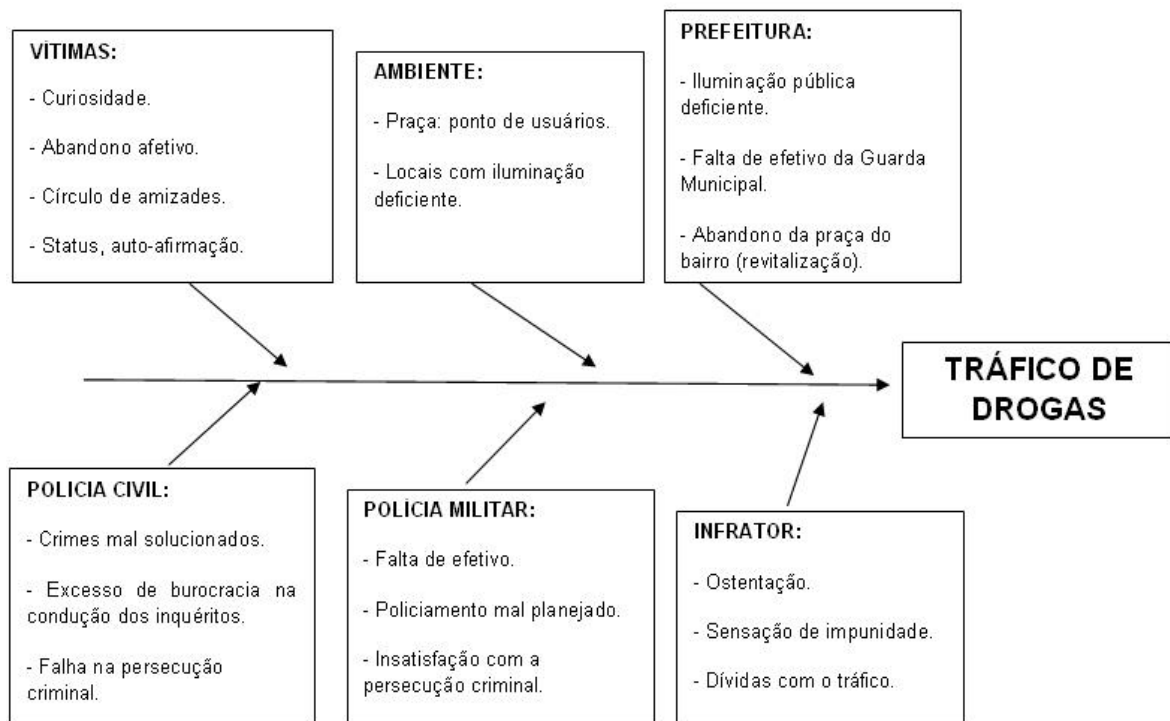 VÍTIMAS:
- Curiosidade.
- Abandono afetivo.
- Círculo de amizades.
- Status, auto-afirmação.
AMBIENTE:
- Praça: ponto de usuários.
- Locais com iluminação
deficiente.
PREFEITURA:
- Iluminação pública
deficiente.
- Falta de efetivo da Guarda
Municipal.
- Abandono da praça do
bairro (revitalização).
TRÁFICO DE
DROGAS
POLICIA CIVIL:
- Crimes mal solucionados.
- Excesso de burocracia na
condução dos inquéritos.
- Falha na persecução
criminal.
POLÍCIA MILITAR:
- Falta de efetivo.
- Policiamento mal planejado.
- Insatisfação com a
persecução criminal.
INFRATOR:
- Ostentação.
- Sensação de impunidade.
- Dívidas com o tráfico.